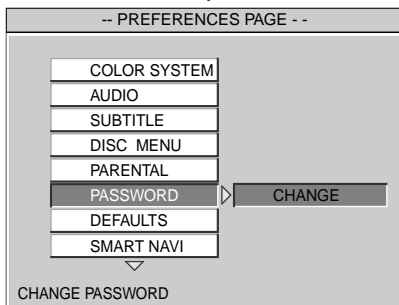 -- PREFERENCES PAGE - -
COLOR SYSTEM
AUDIO
SUBTITLE
DISC MENU
PARENTAL
PASSWORD CHANGE
DEFAULTS
SMART NAVI
CHANGE PASSWORD